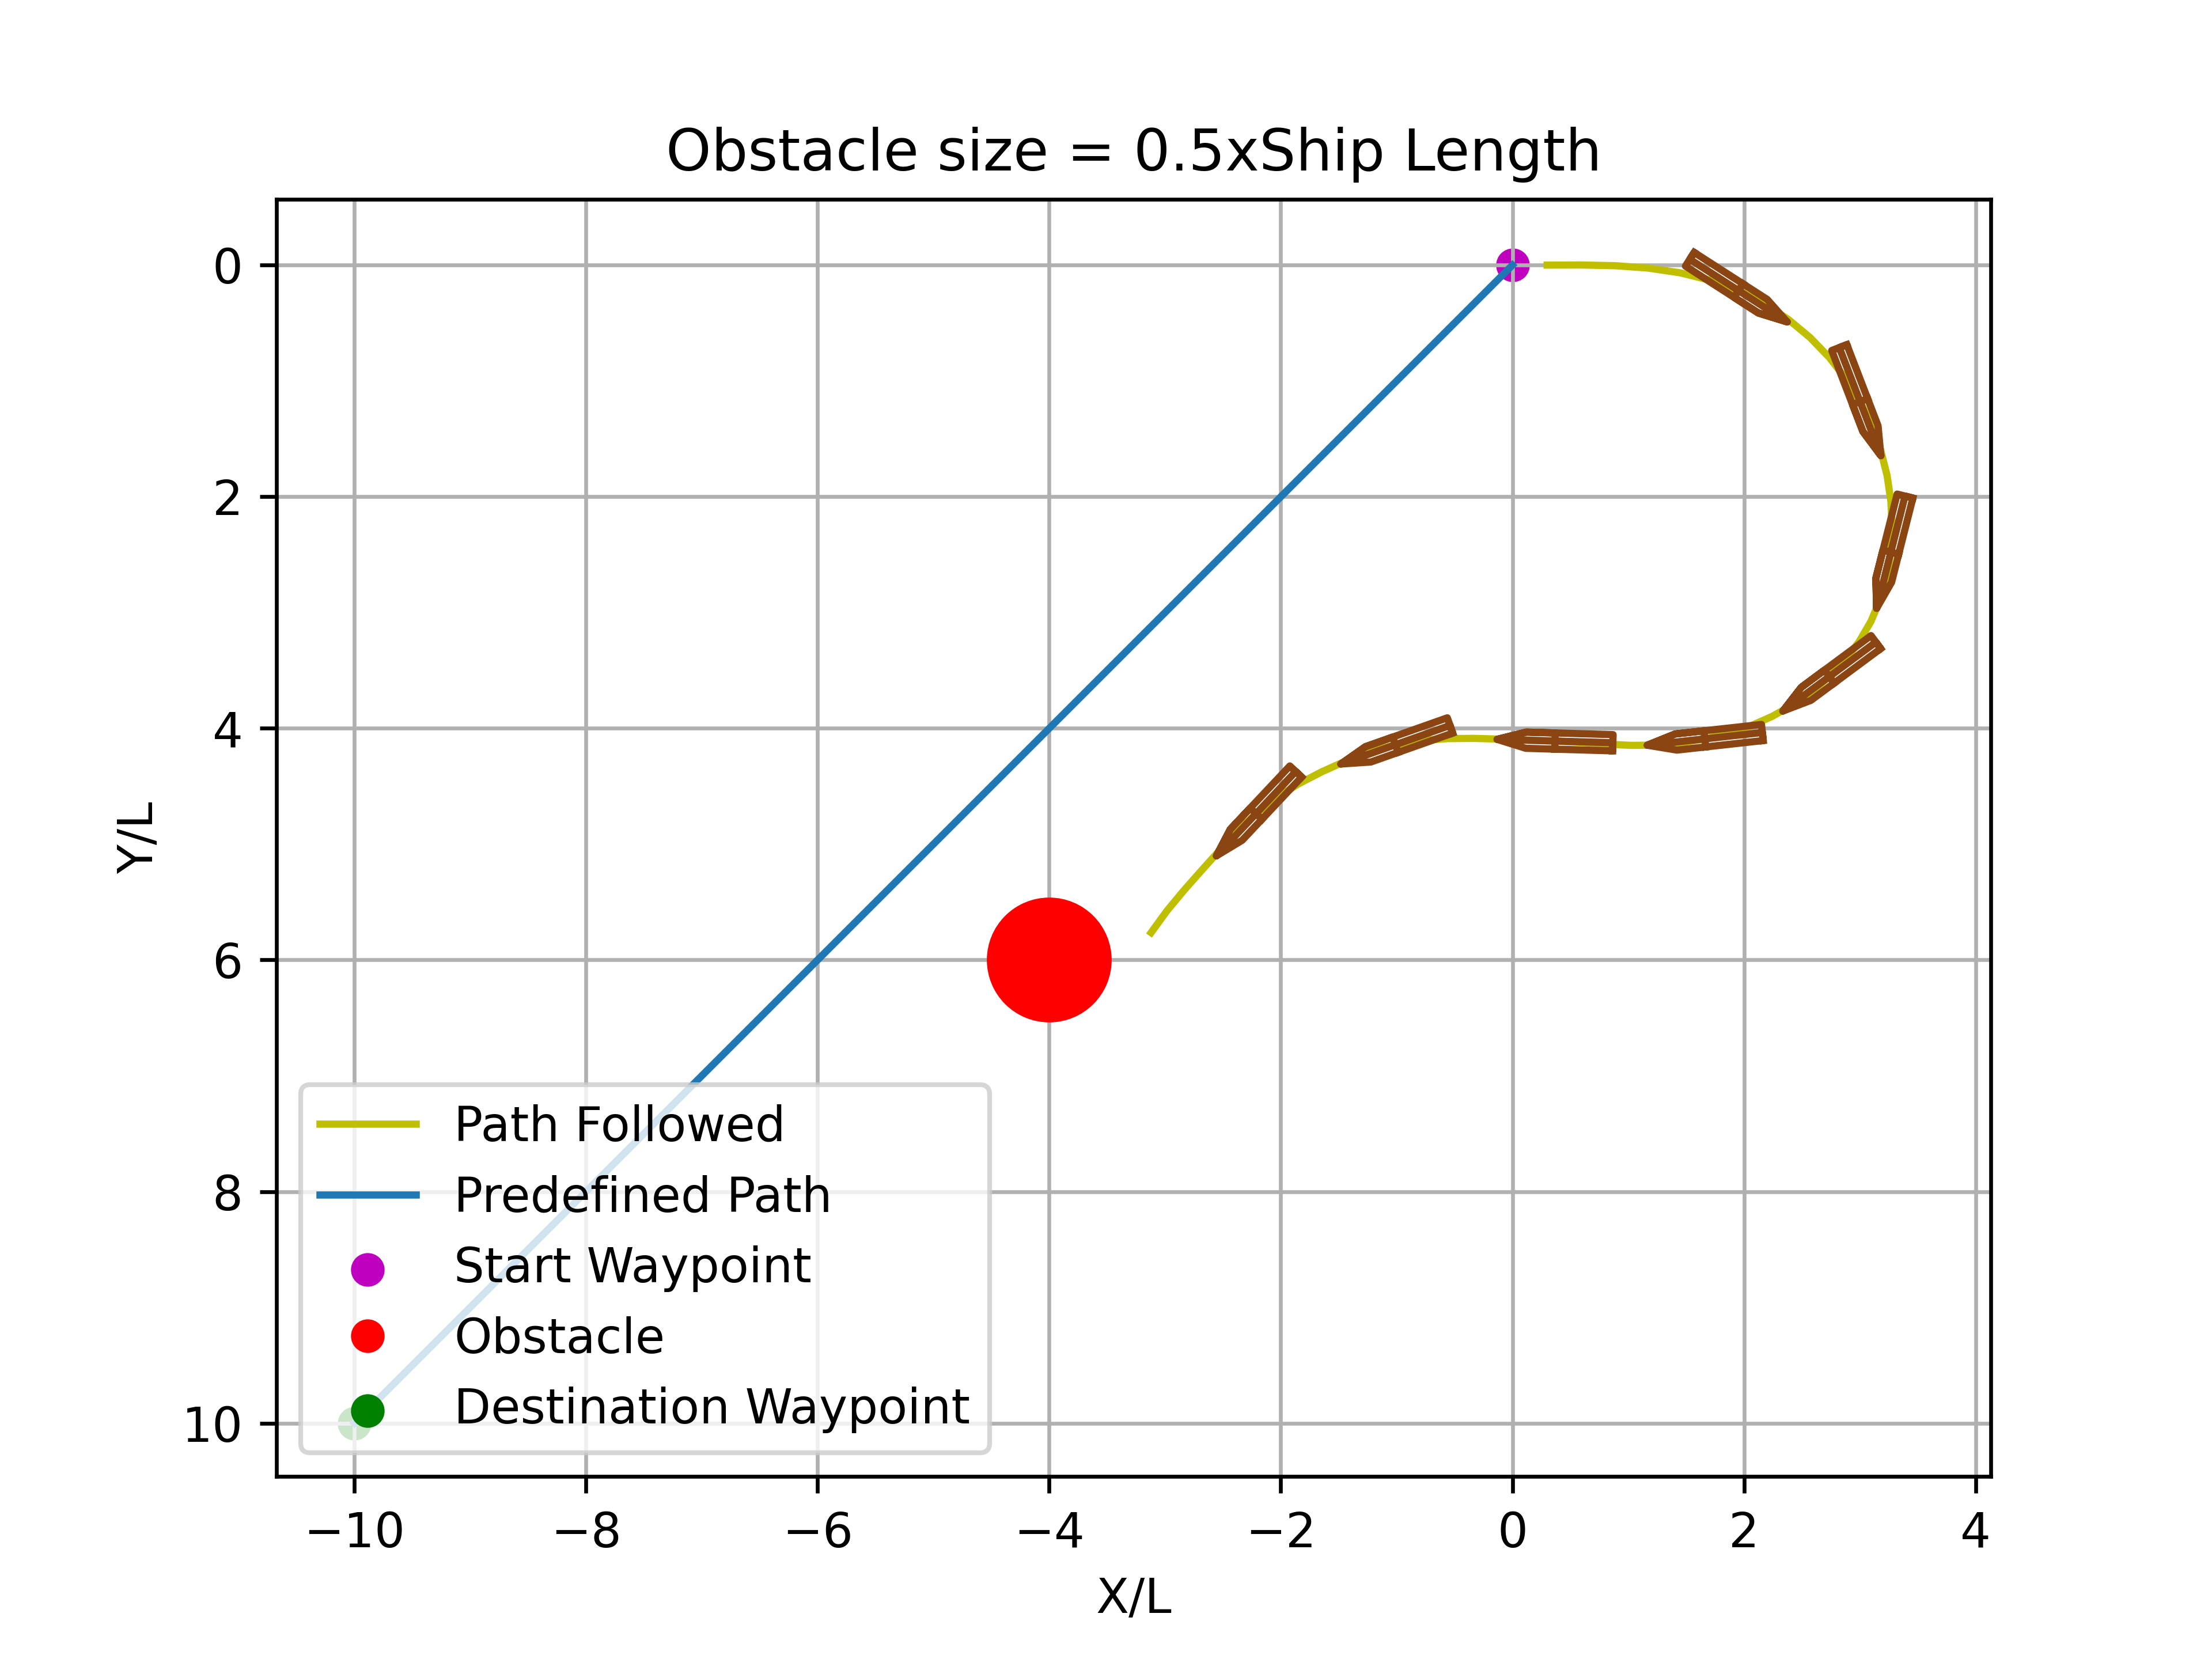 Obstacle size = 0.5xShip Length
0
2
4
6
8
10
Y/L
Path Followed
Predefined Path
Start Waypoint
Obstacle
Destination Waypoint
−10 −8 −6 −4 −2 0 2 4
X/L